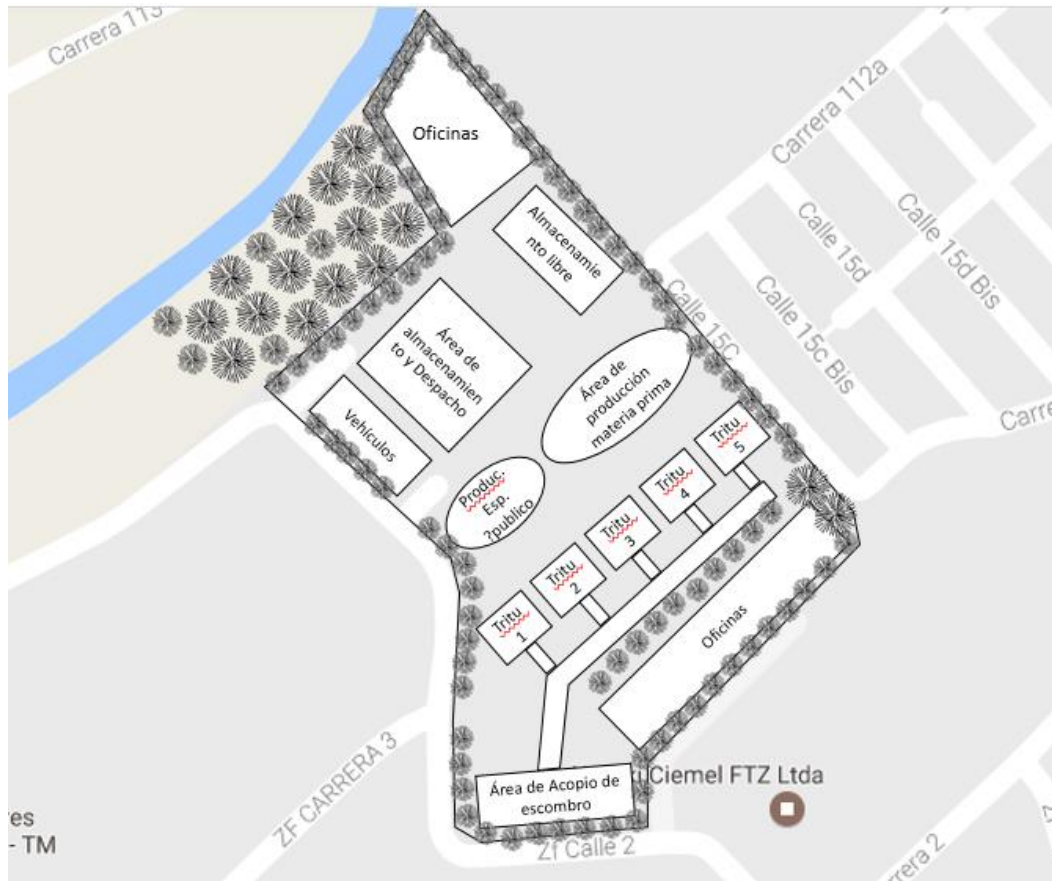 Carrera 113
Oficinas
Carrera 112a
Almacenamie
nto libre
Calle 15d
Calle 15d Bis
Calle 15C
Calle 15c Bis
Área de
almacenamien
to y Despacho
Área de
producción
materia prima
Carre
Vehículos
Produc.
Esp.
?publico
Tritu
5
Tritu
4
Tritu
3
Tritu
2
Tritu
1
Oficinas
ZF CARRERA 3
Área de Acopio de
escombro
Ciemel FTZ Ltda
Zf Calle 2
es
- TM
rrera 2